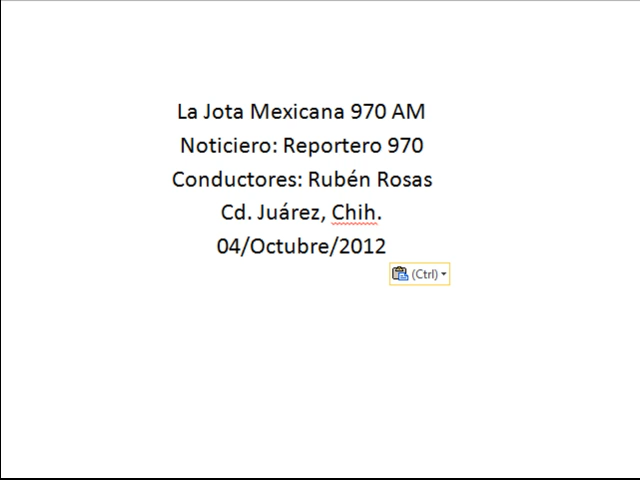 La Jota Mexicana 970 AM
Noticiero: Reportero 970
Conductores: Rubén Rosas
Cd. Juárez, Chih.
04/Octubre/2012
(Ctrl)